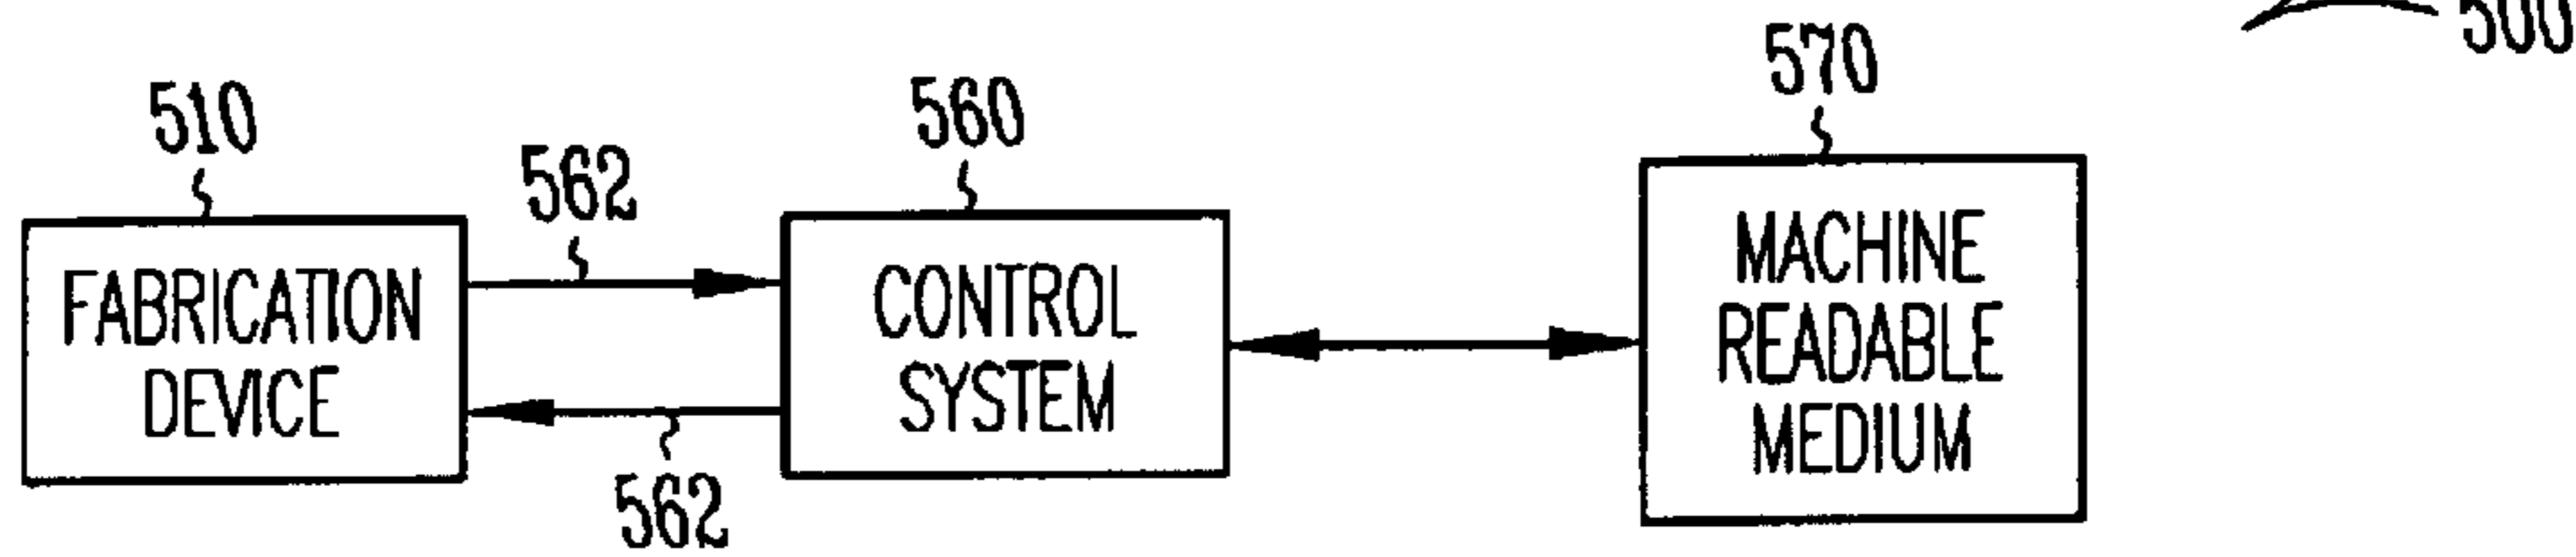 500
570
510
560
562
FABRICATION
DEVICE
CONTROL
SYSTEM
MACHINE
READABLE
MEDIUM
562